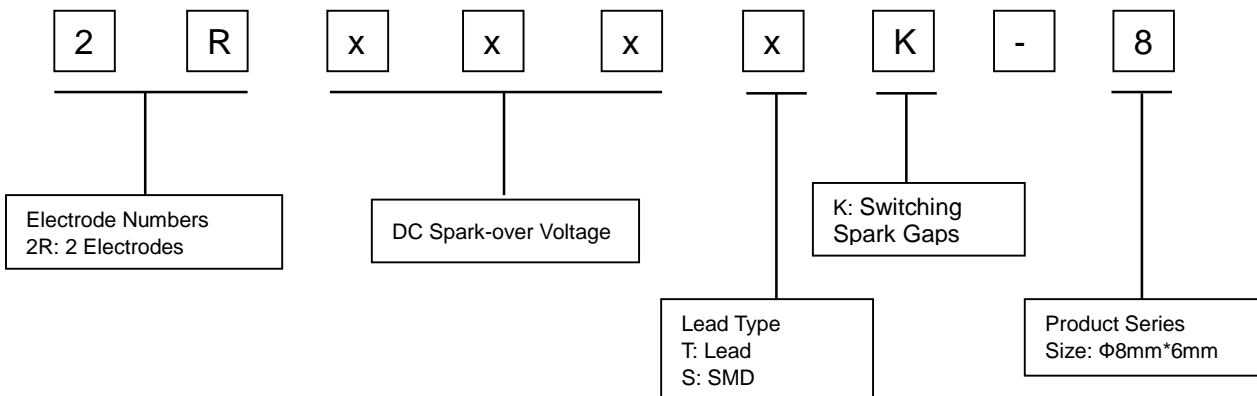 2 R x x x x K - 8
Electrode Numbers
2R: 2 Electrodes
DC Spark-over Voltage
K: Switching
Spark Gaps
Lead Type
T: Lead
S: SMD
Product Series
Size: Φ8mm*6mm